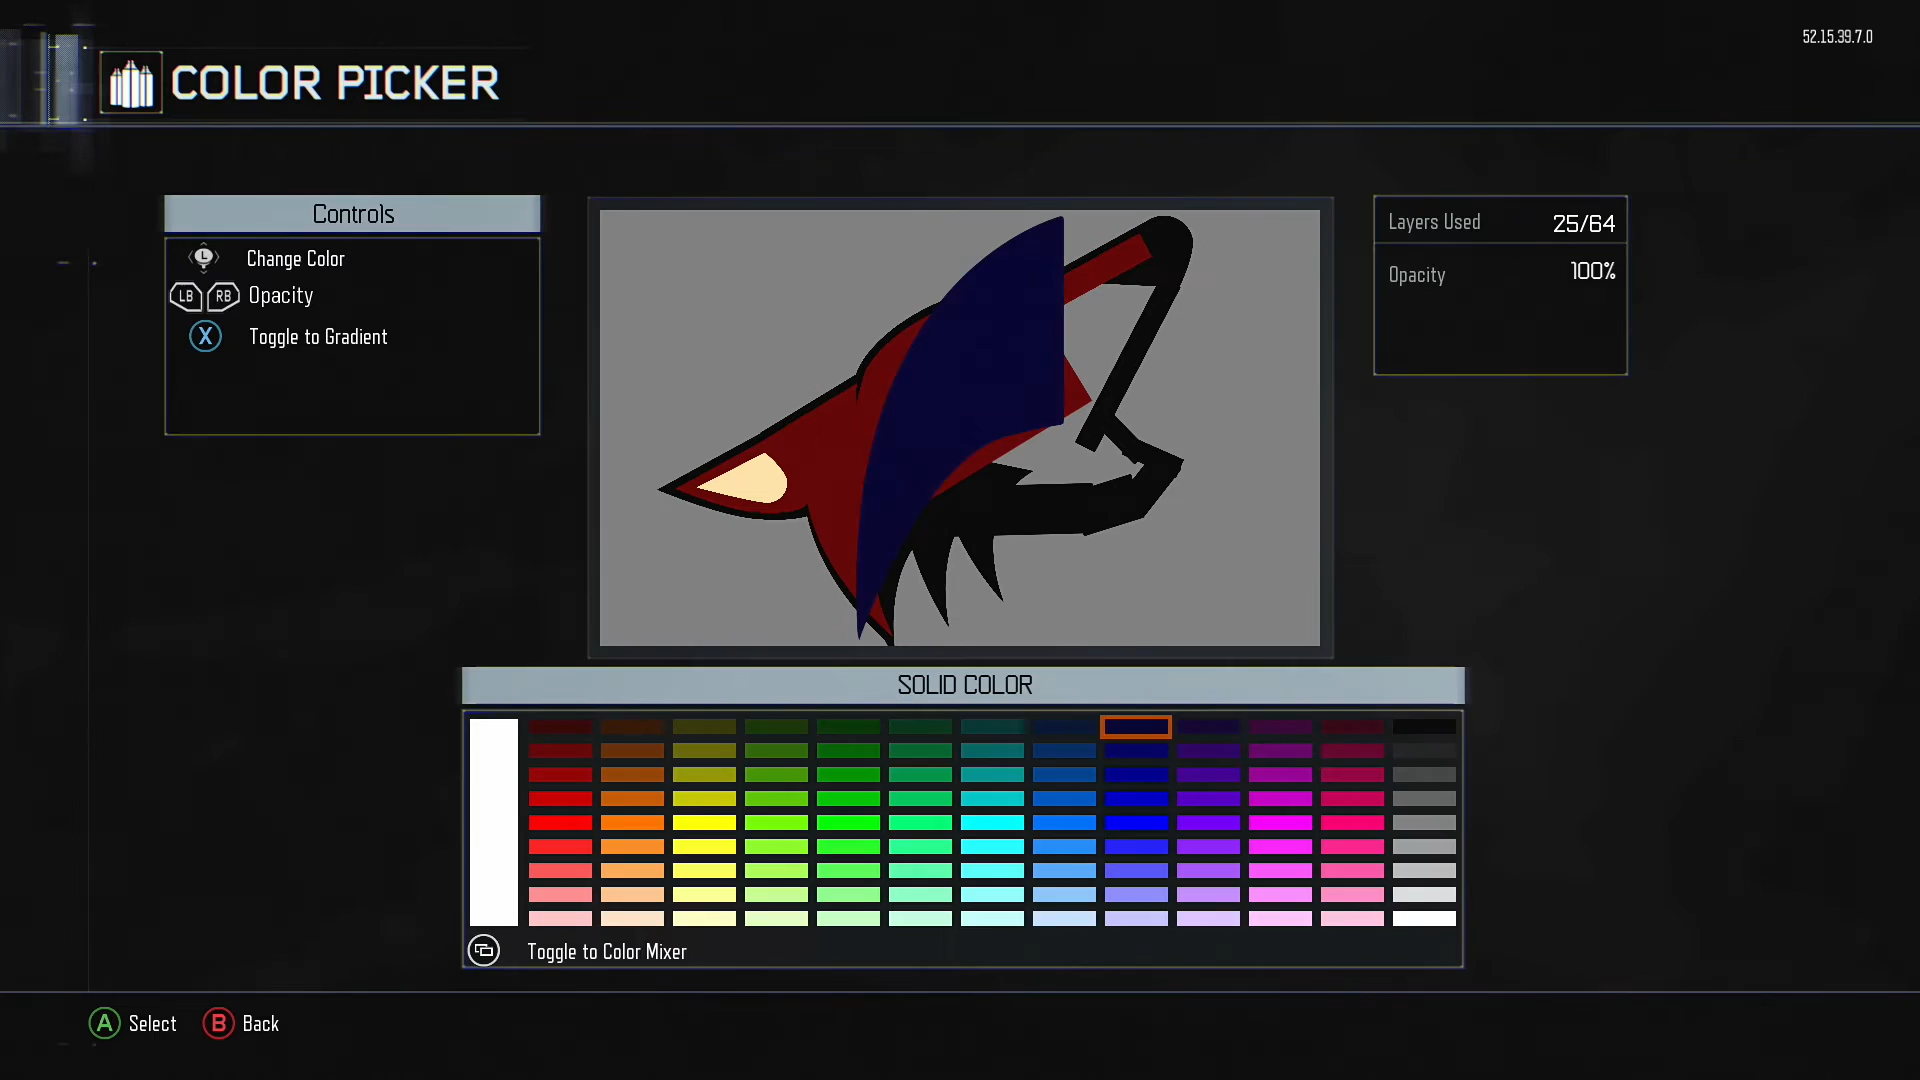 52.15.39.7.0
COLOR PICKER
Controls
L Change Color
LB RB Opacity
X Toggle to Gradient
Layers Used 25/64
Opacity 100%
SOLID COLOR
Toggle to Color Mixer
A Select B Back